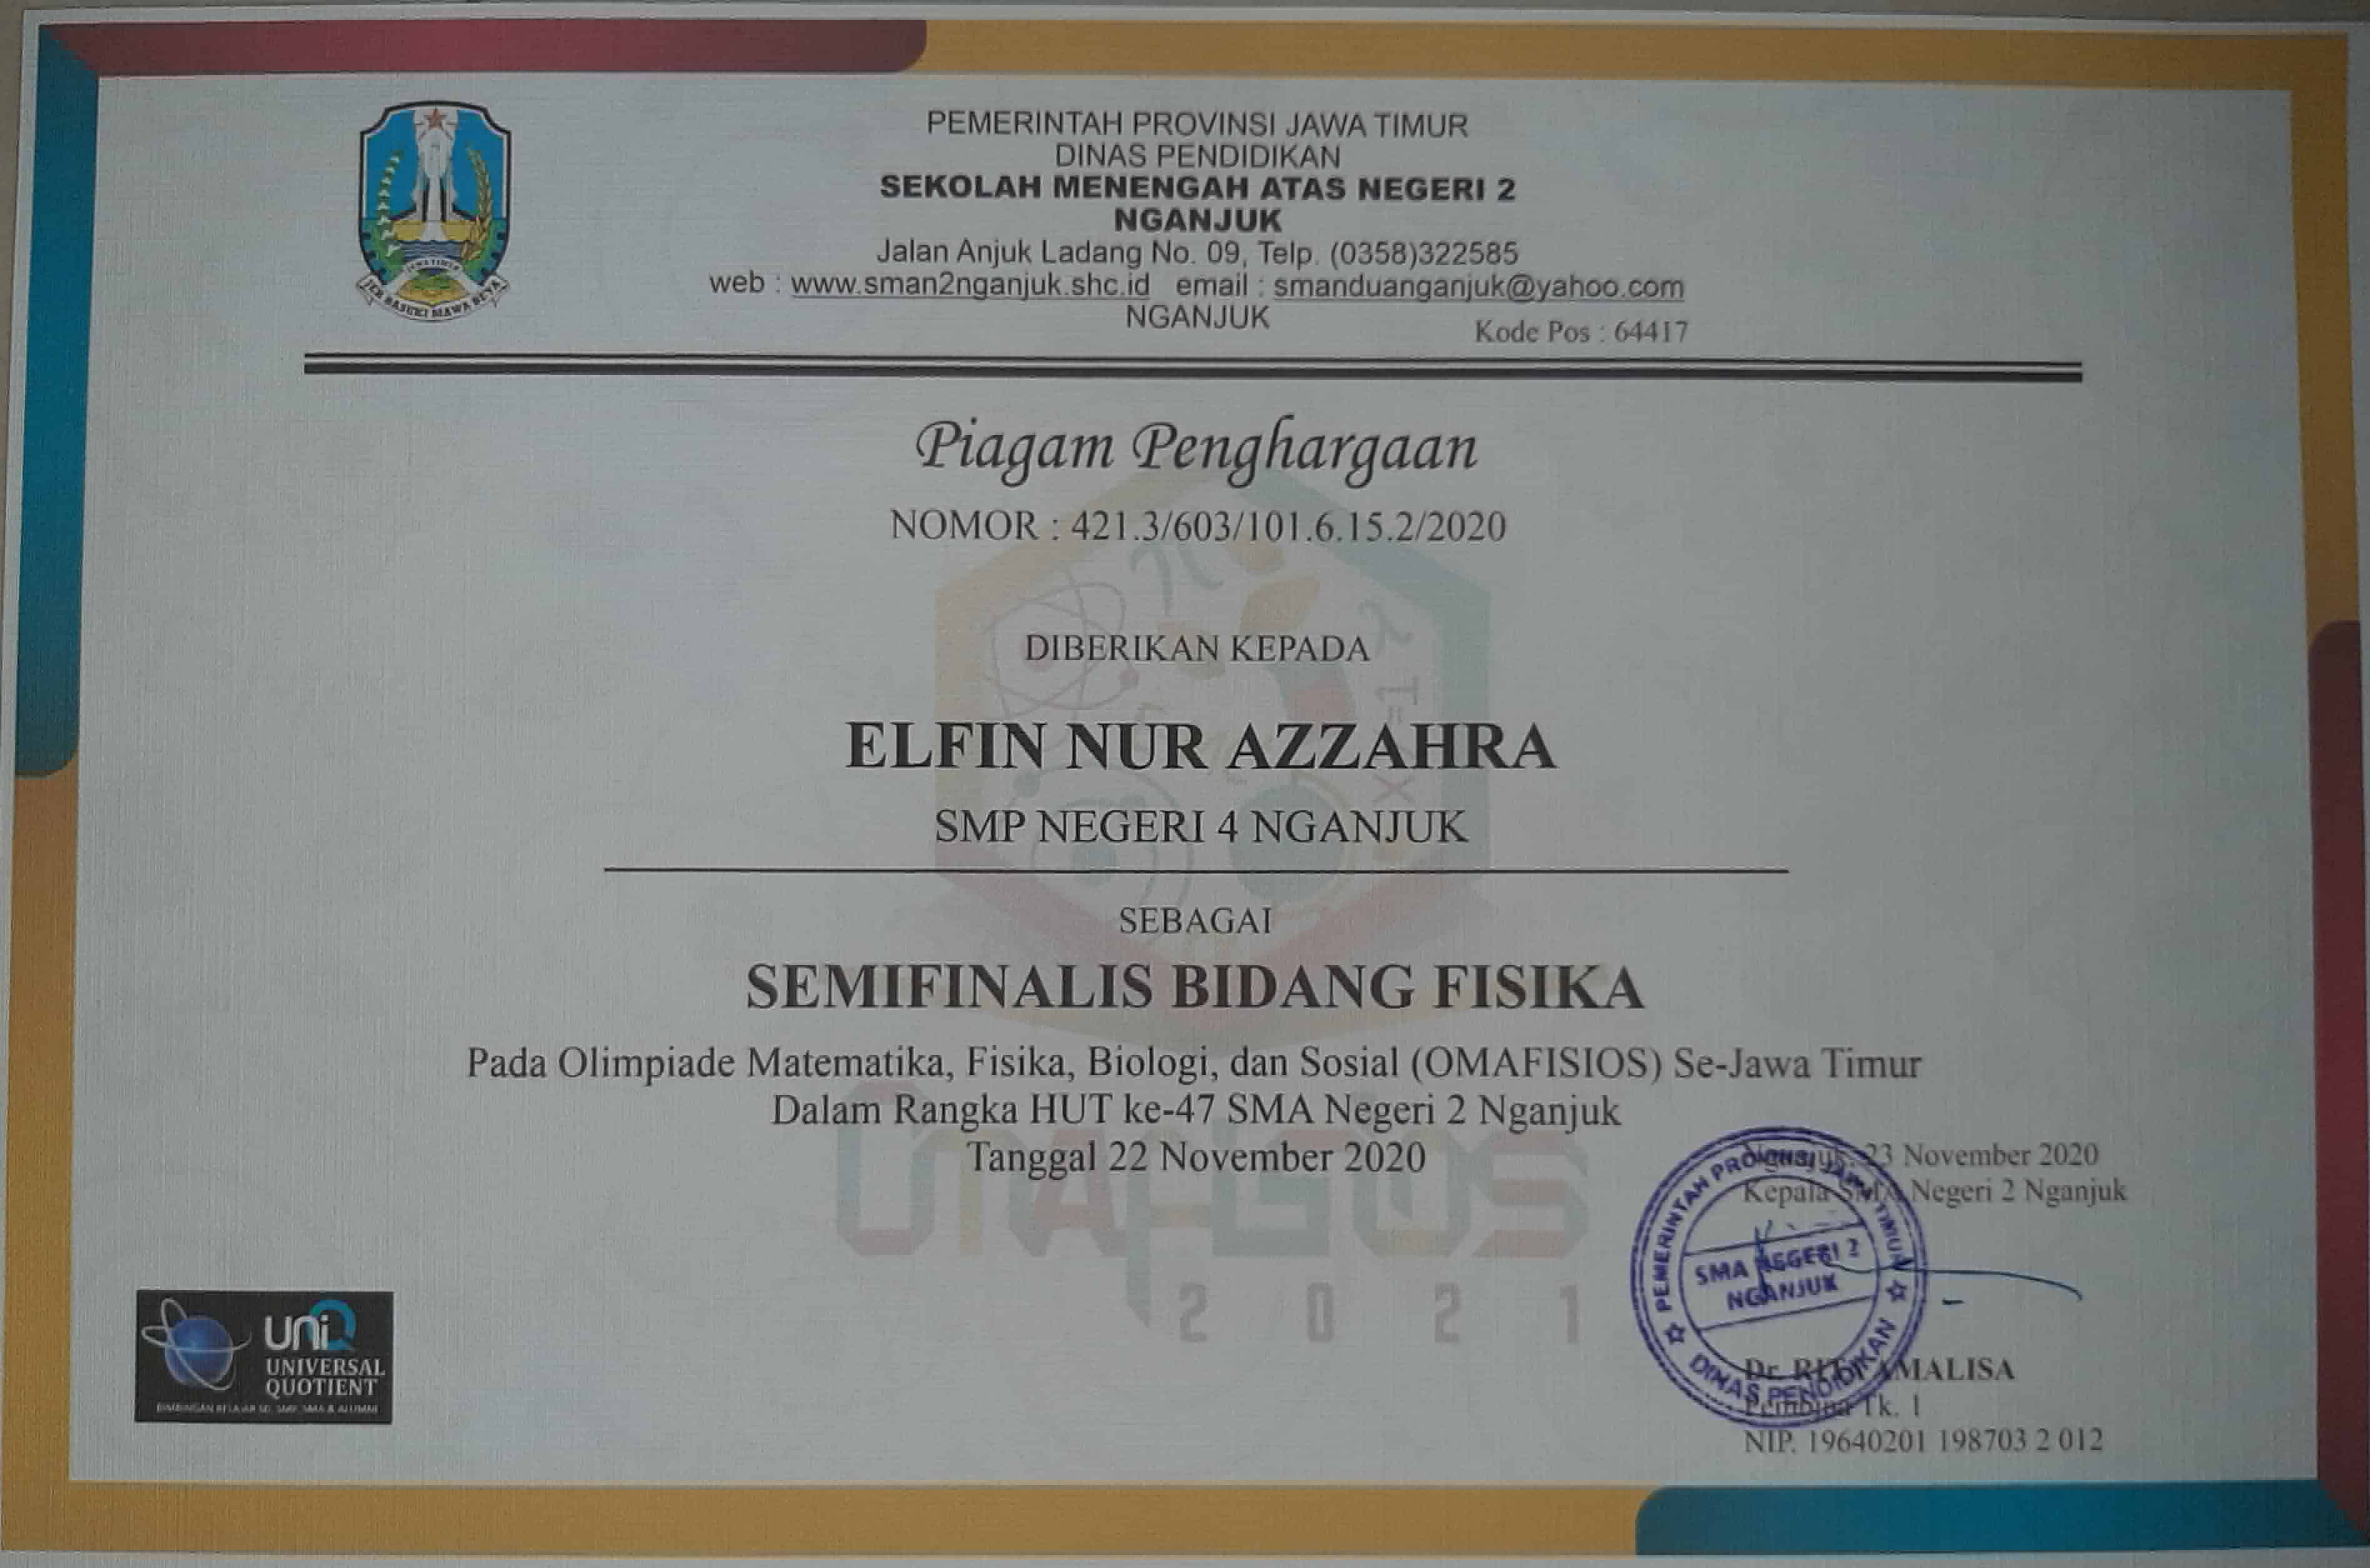 PEMERINTAH PROVINSI JAWA TIMUR
DINAS PENDIDIKAN
SEKOLAH MENENGAH ATAS NEGERI 2
NGANJUK
Jalan Anjuk Ladang No. 09, Telp. (0358)322585
web : www.sman2nganjuk.shc.id email : smanduanganjuk@yahoo.com
NGANJUK
Kode Pos : 64417
JAWA TIMUR
JER BASUKI MAWA BEYA
Piagam Penghargaan
NOMOR : 421.3/603/101.6.15.2/2020
DIBERIKAN KEPADA
ELFIN NUR AZZAHRA
SMP NEGERI 4 NGANJUK
SEBAGAI
SEMIFINALIS BIDANG FISIKA
Pada Olimpiade Matematika, Fisika, Biologi, dan Sosial (OMAFISIOS) Se-Jawa Timur
Dalam Rangka HUT ke-47 SMA Negeri 2 Nganjuk
Tanggal 22 November 2020
2021
Nganjuk, 23 November 2020
Kepala SMA Negeri 2 Nganjuk
PEMERINTAH PROVINSI JAWA TIMUR
SMA NEGERI 2
NGANJUK
DINAS PENDIDIKAN
Dr. RITA AMALISA
Pembina Tk. 1
NIP. 19640201 198703 2 012
UniQ
UNIVERSAL
QUOTIENT
BIMBINGAN BELAJAR SD, SMP, SMA & ALUMNI